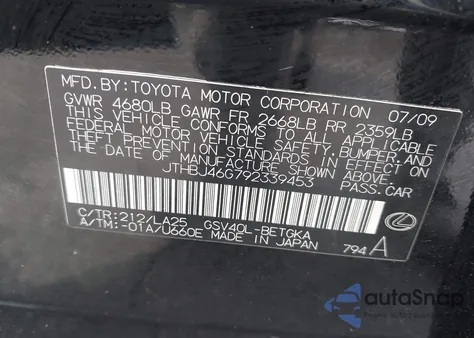 MFD.BY:TOYOTA MOTOR CORPORATION 07/09
GVWR 4680LB GAWR FR 2668LB RR 2359LB
THIS VEHICLE CONFORMS TO ALL APPLICABLE
FEDERAL MOTOR VEHICLE SAFETY, BUMPER, AND
THEFT PREVENTION STANDARDS IN EFFECT ON
THE DATE OF MANUFACTURE SHOWN ABOVE.
JTHBJ46G792339453 PASS.CAR
C/TR:212/LA25 GSV40L-BETGKA
A/TM:-01A/U660E MADE IN JAPAN 794A
autoSnap